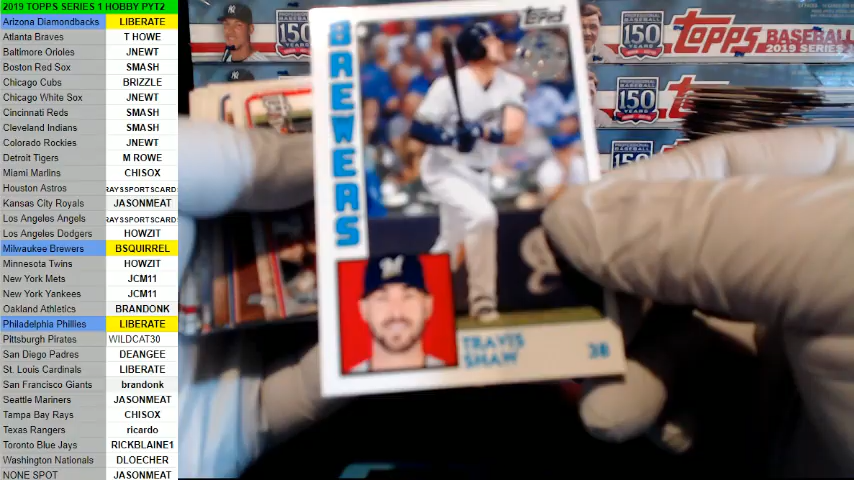 2019 TOPPS SERIES 1 HOBBY PYT2
Arizona Diamondbacks LIBERATE
Atlanta Braves T HOWE
Baltimore Orioles JNEWT
Boston Red Sox SMASH
Chicago Cubs BRIZZLE
Chicago White Sox JNEWT
Cincinnati Reds SMASH
Cleveland Indians SMASH
Colorado Rockies JNEWT
Detroit Tigers M ROWE
Miami Marlins CHISOX
Houston Astros RAYSSPORTSCARD
Kansas City Royals JASONMEAT
Los Angeles Angels RAYSSPORTSCARD
Los Angeles Dodgers HOWZIT
Milwaukee Brewers BSQUIRREL
Minnesota Twins HOWZIT
New York Mets JCM11
New York Yankees JCM11
Oakland Athletics BRANDONK
Philadelphia Phillies LIBERATE
Pittsburgh Pirates WILDCAT30
San Diego Padres DEANGEE
St. Louis Cardinals LIBERATE
San Francisco Giants brandonk
Seattle Mariners JASONMEAT
Tampa Bay Rays CHISOX
Texas Rangers ricardo
Toronto Blue Jays RICKBLAINE1
Washington Nationals DLOECHER
NONE SPOT JASONMEAT
Topps
BREWERS
TRAVIS
SHAW
3B
150
150
Topps BASEBALL
2019 SERIES
150